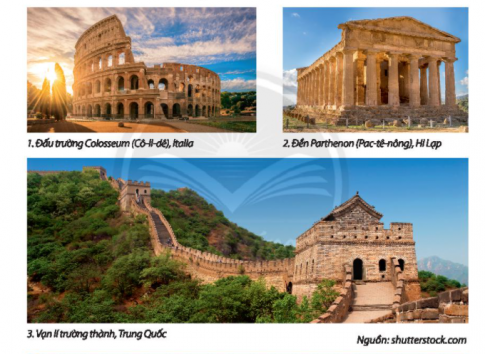 1. Đấu trường Colosseum (Cô-li-dê), Italia
2. Đền Parthenon (Pac-tê-nông), Hi Lạp
3. Vạn lí trường thành, Trung Quốc
Nguồn: shutterstock.com